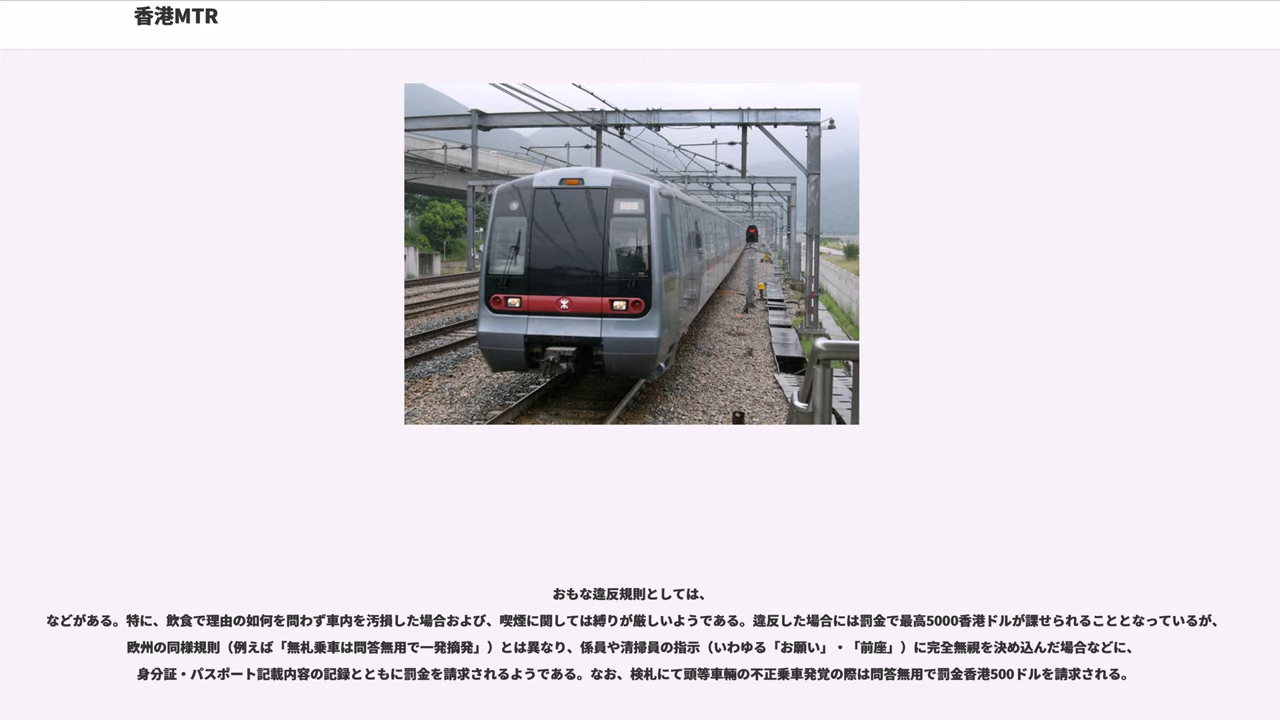 香港MTR
おもな違反規則としては、
などがある。特に、飲食で理由の如何を問わず車内を汚損した場合および、喫煙に関しては縛りが厳しいようである。違反した場合には罰金で最高5000香港ドルが課せられることとなっているが、
欧州の同様規則（例えば「無札乗車は問答無用で一発摘発」）とは異なり、係員や清掃員の指示（いわゆる「お願い」・「前座」）に完全無視を決め込んだ場合などに、
身分証・パスポート記載内容の記録とともに罰金を請求されるようである。なお、検札にて頭等車輛の不正乗車発覚の際は問答無用で罰金香港500ドルを請求される。